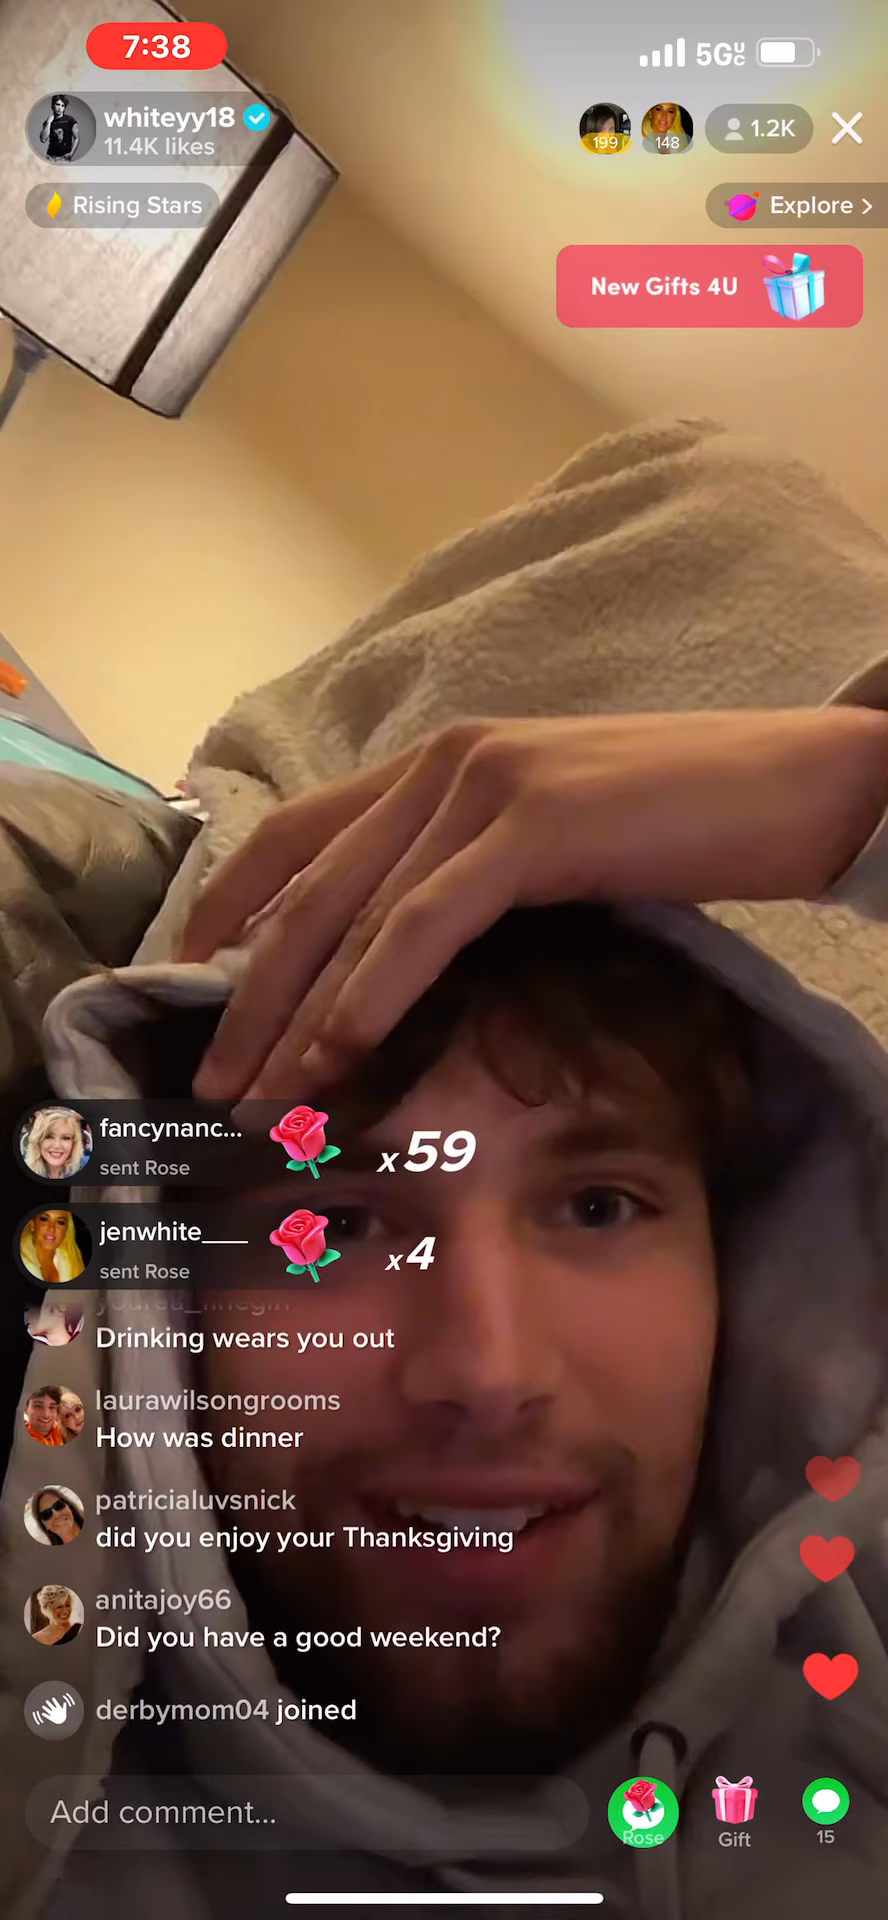 7:38
5GUC
whiteyy18
11.4K likes
199
148
1.2K
Rising Stars
Explore >
New Gifts 4U
fancynanc...
sent Rose
x59
jenwhite___
sent Rose
x4
Drinking wears you out
laurawilsongrooms
How was dinner
patricialuvsnick
did you enjoy your Thanksgiving
anitajoy66
Did you have a good weekend?
derbymom04 joined
Add comment...
Rose
Gift
15